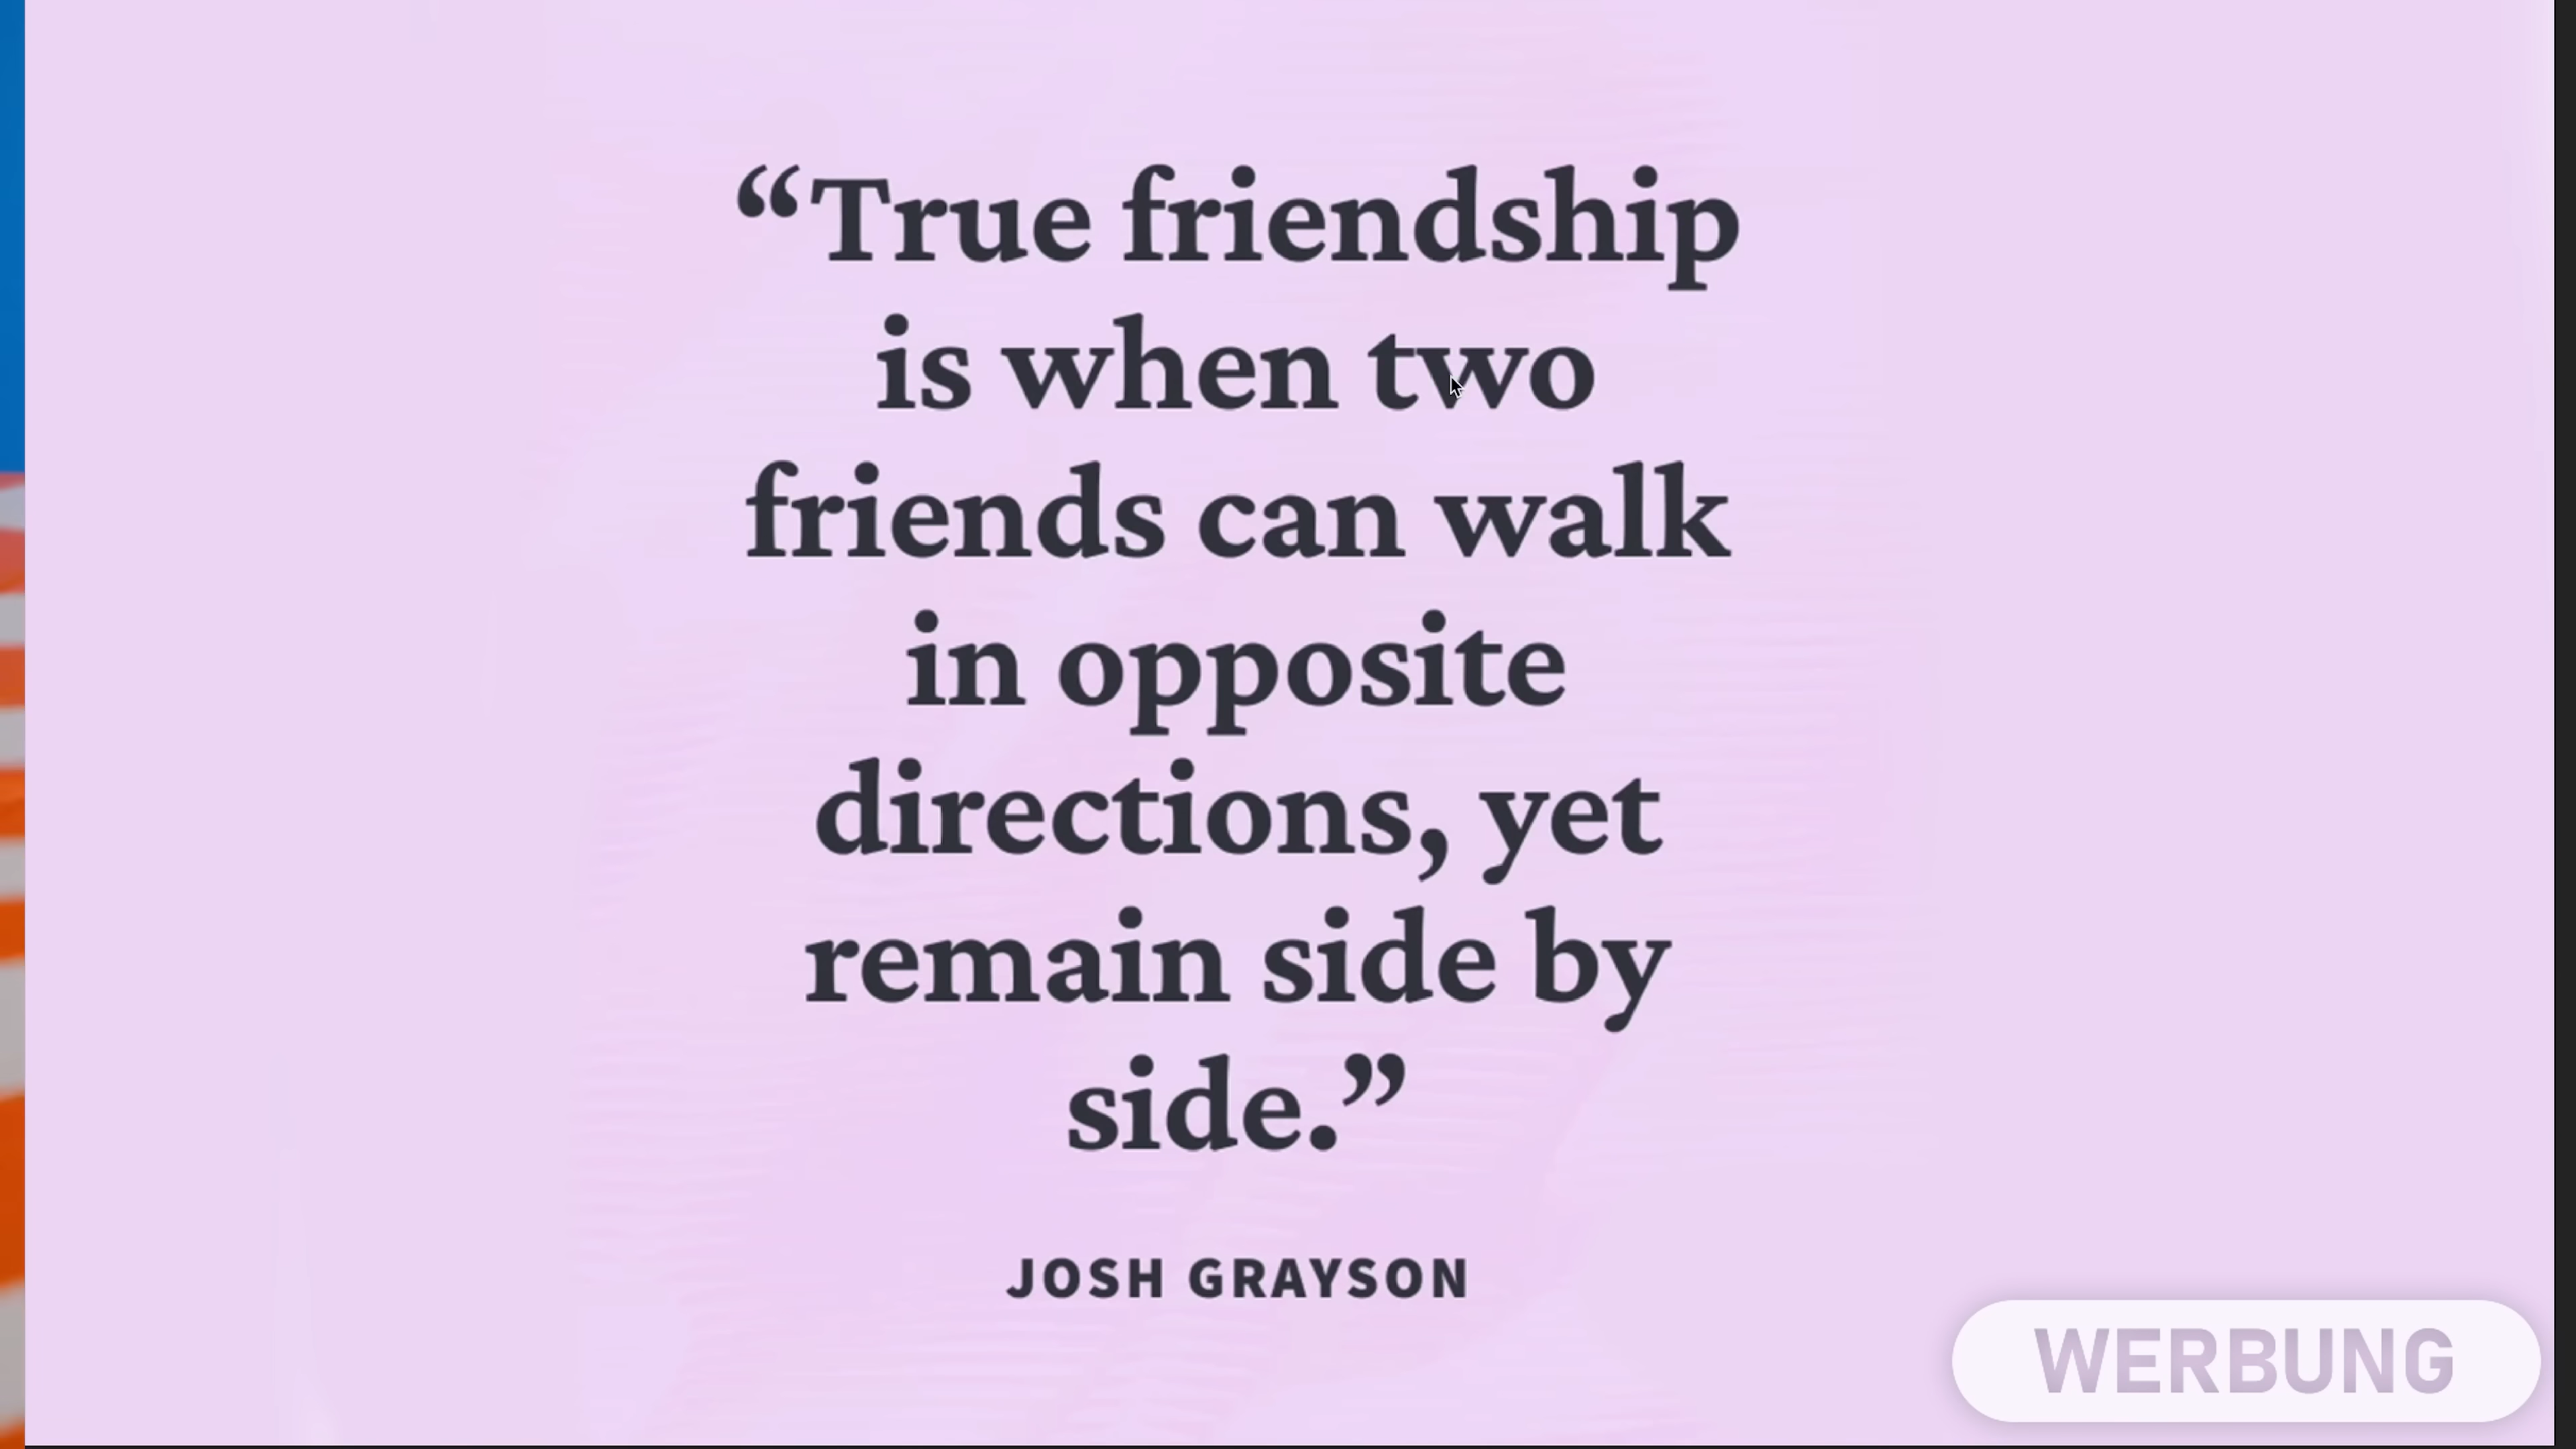 “True friendship
is when two
friends can walk
in opposite
directions, yet
remain side by
side.”
JOSH GRAYSON
WERBUNG